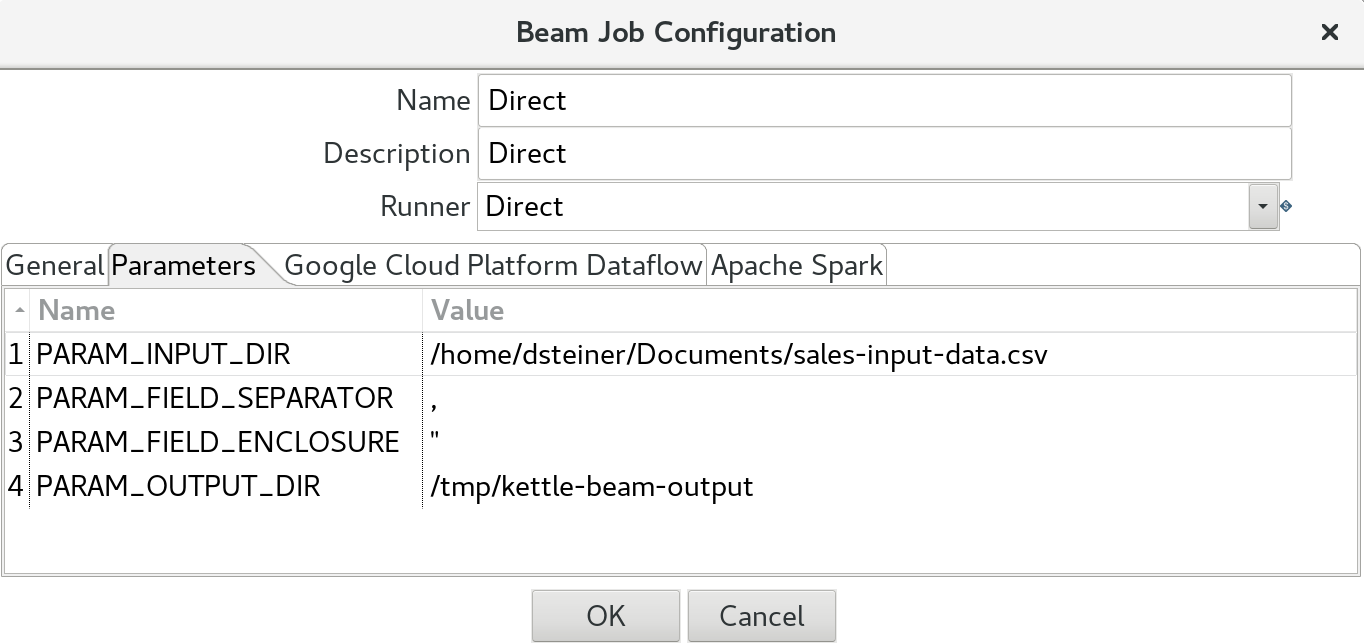 Beam Job Configuration
Name Direct
Description Direct
Runner Direct
General Parameters Google Cloud Platform Dataflow Apache Spark
Name Value
1 PARAM_INPUT_DIR /home/dsteiner/Documents/sales-input-data.csv
2 PARAM_FIELD_SEPARATOR ,
3 PARAM_FIELD_ENCLOSURE "
4 PARAM_OUTPUT_DIR /tmp/kettle-beam-output
OK Cancel